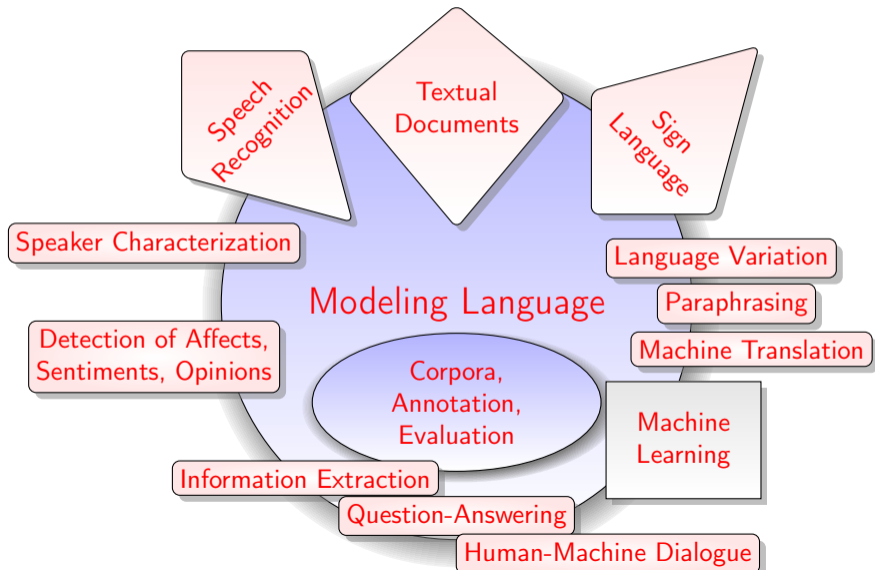 Speech
Recognition
Textual
Documents
Sign
Language
Speaker Characterization
Language Variation
Modeling Language
Paraphrasing
Detection of Affects,
Sentiments, Opinions
Machine Translation
Corpora,
Annotation,
Evaluation
Machine
Learning
Information Extraction
Question-Answering
Human-Machine Dialogue